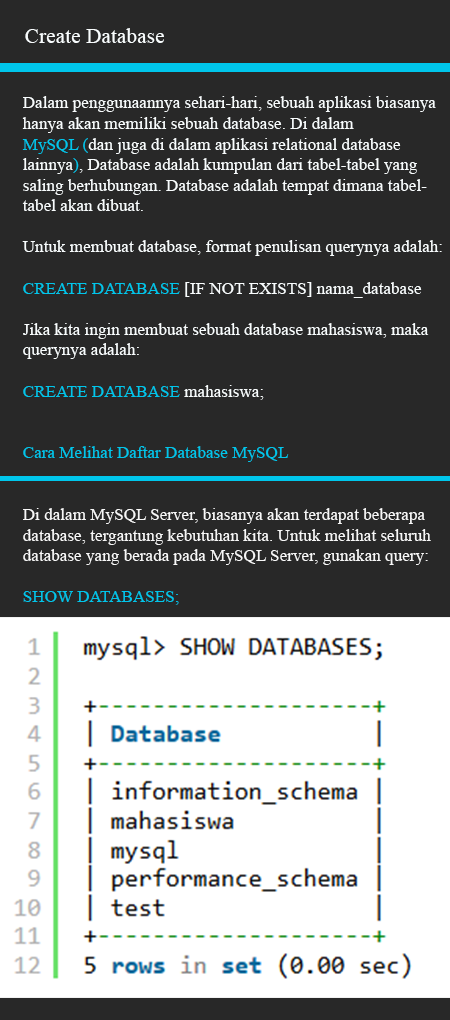 Create Database
Dalam penggunaannya sehari-hari, sebuah aplikasi biasanya
hanya akan memiliki sebuah database. Di dalam
MySQL (dan juga di dalam aplikasi relational database
lainnya), Database adalah kumpulan dari tabel-tabel yang
saling berhubungan. Database adalah tempat dimana tabel-
tabel akan dibuat.
Untuk membuat database, format penulisan querynya adalah:
CREATE DATABASE [IF NOT EXISTS] nama_database
Jika kita ingin membuat sebuah database mahasiswa, maka
querynya adalah:
CREATE DATABASE mahasiswa;
Cara Melihat Daftar Database MySQL
Di dalam MySQL Server, biasanya akan terdapat beberapa
database, tergantung kebutuhan kita. Untuk melihat seluruh
database yang berada pada MySQL Server, gunakan query:
SHOW DATABASES;
1 mysql> SHOW DATABASES;
2
3 +--------------------+
4 | Database |
5 +--------------------+
6 | information_schema |
7 | mahasiswa |
8 | mysql |
9 | performance_schema |
10 | test |
11 +--------------------+
12 5 rows in set (0.00 sec)